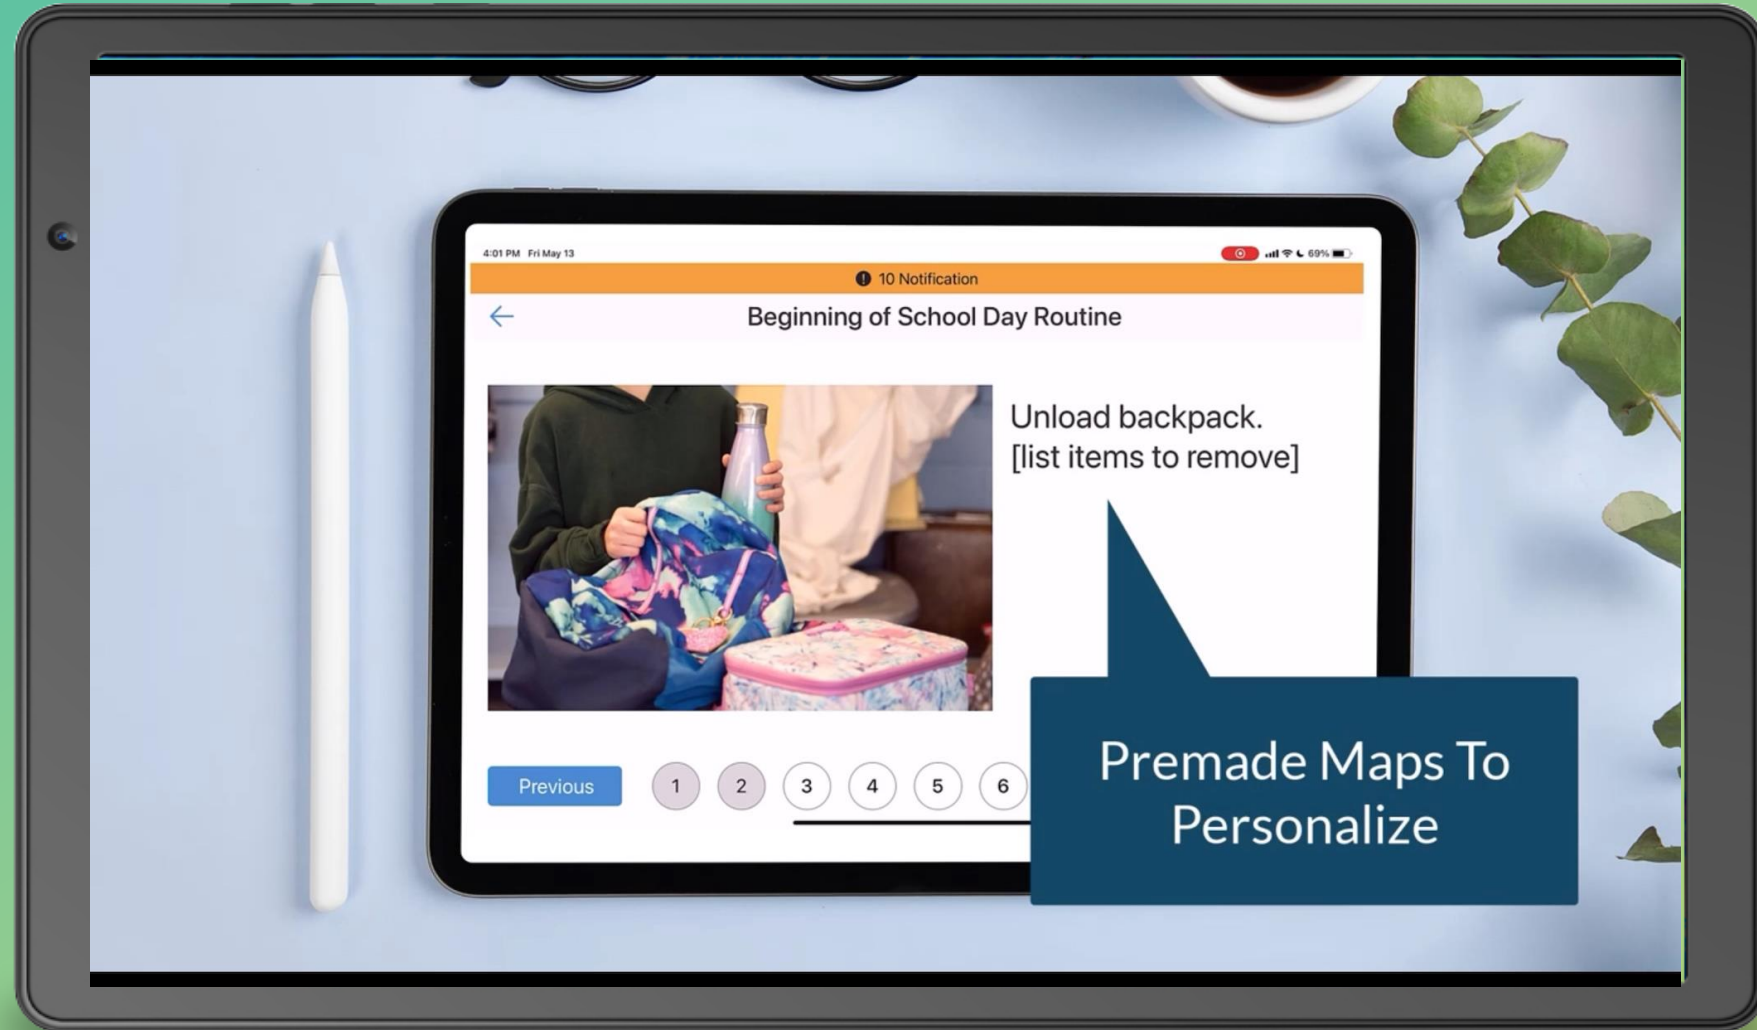 4:01 PM Fri May 13
69%
10 Notification
Beginning of School Day Routine
Unload backpack.
[list items to remove]
Previous
1 2 3 4 5 6
Premade Maps To
Personalize